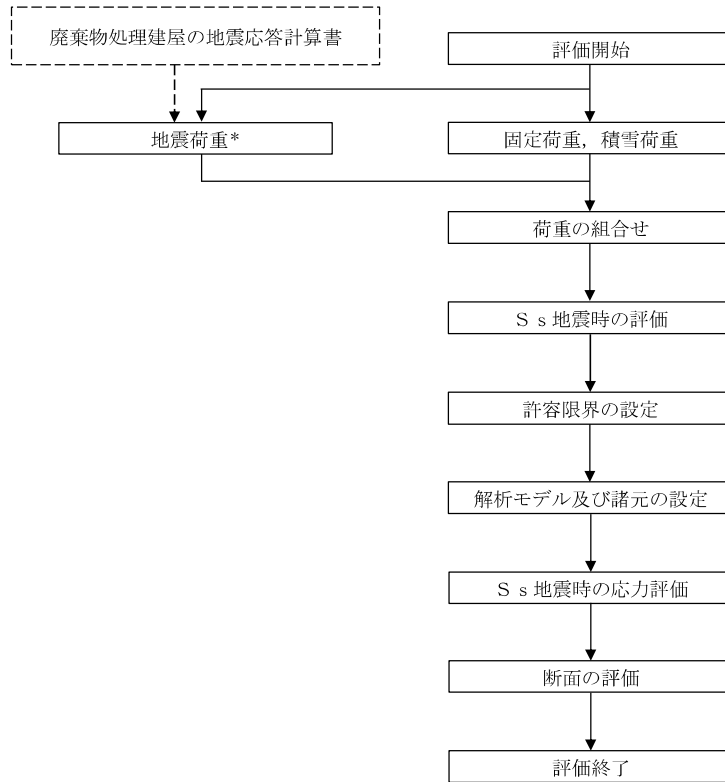 廃棄物処理建屋の地震応答計算書
評価開始
地震荷重*
固定荷重，積雪荷重
荷重の組合せ
Ｓｓ地震時の評価
許容限界の設定
解析モデル及び諸元の設定
Ｓｓ地震時の応力評価
断面の評価
評価終了